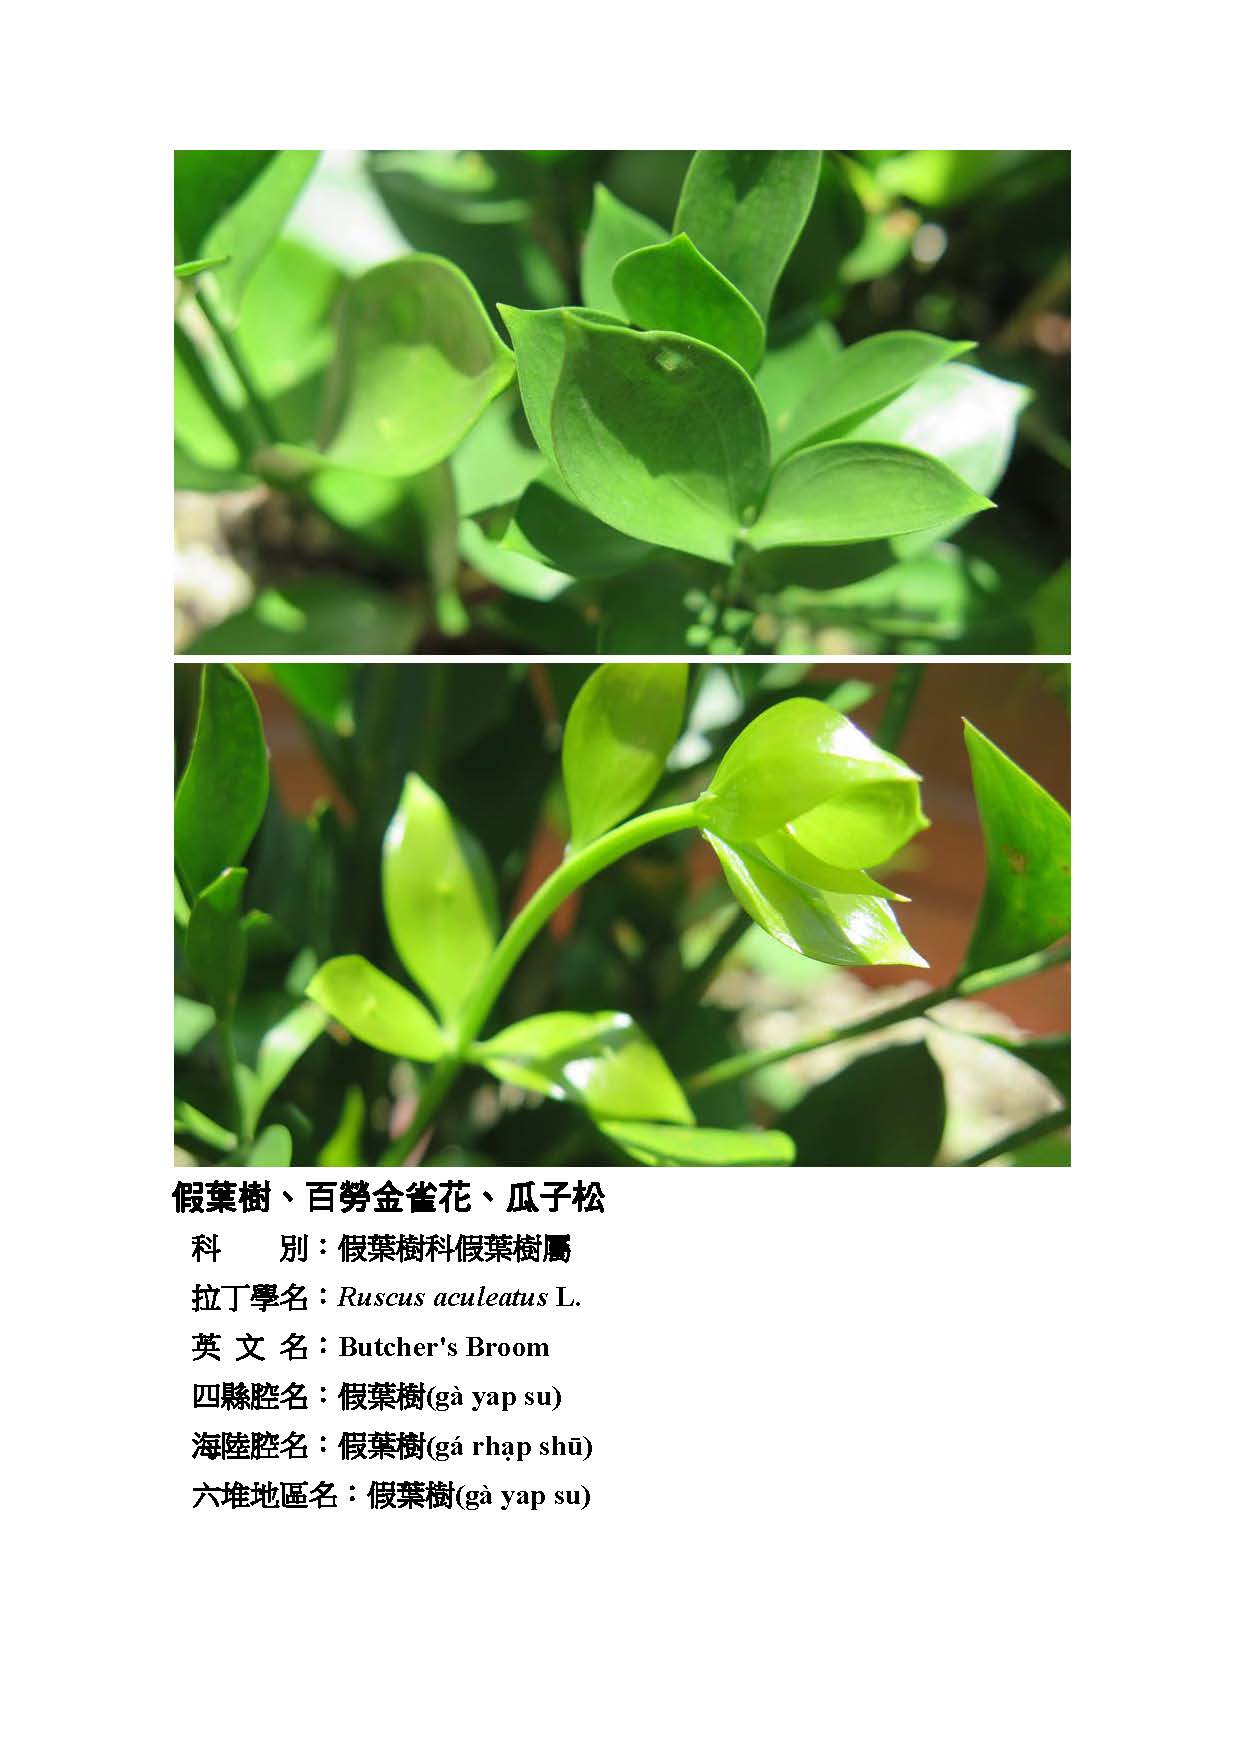 假葉樹、百勞金雀花、瓜子松
科　　別：假葉樹科假葉樹屬
拉丁學名：Ruscus aculeatus L.
英 文 名：Butcher's Broom
四縣腔名：假葉樹(gà yap su)
海陸腔名：假葉樹(gá rhạp shū)
六堆地區名：假葉樹(gà yap su)